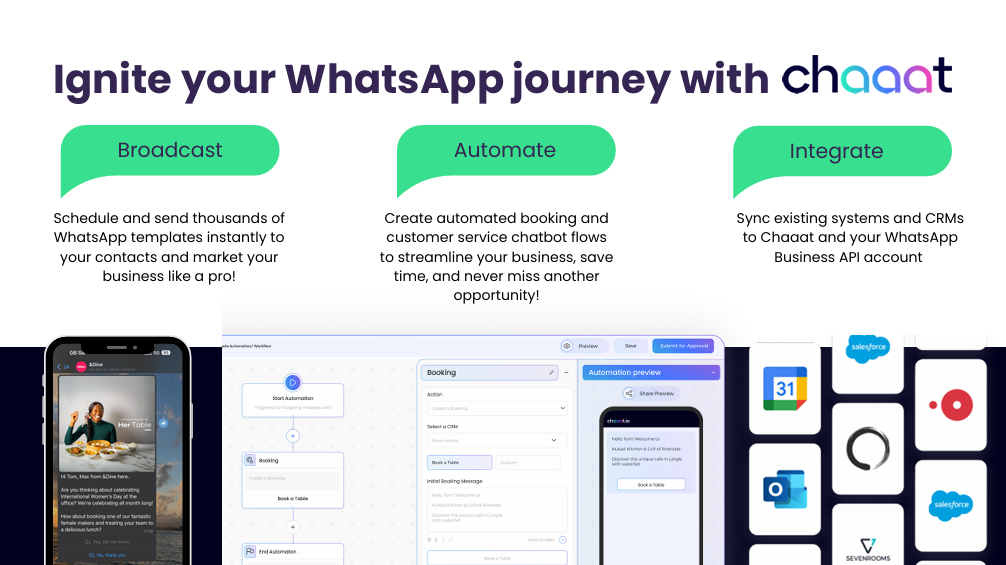 Ignite your WhatsApp journey with chaaat
Broadcast
Schedule and send thousands of
WhatsApp templates instantly to
your contacts and market your
business like a pro!
Automate
Create automated booking and
customer service chatbot flows
to streamline your business, save
time, and never miss another
opportunity!
Integrate
Sync existing systems and CRMs
to Chaaat and your WhatsApp
Business API account
24
&Dine
Her Table
Hi Tom, Max from &Dine here.
Are you thinking about celebrating
International Women's Day at the
office? We're celebrating all month long!
How about booking one of our fantastic
female makers and treating your team to
a delicious lunch?
Yes, tell me more!
No, thank you
Automation/ Workflow
Preview
Save
Submit for Approval
Start Automation
Triggered by Outgoing message sent
Booking
Create a Booking
Book a Table
End Automation
Booking
Action
Create a Booking
Select a CRM
Seven rooms
Book a Table
Custom
Initial Booking Message
Hello Tom! Welcome to
Nuked Kitchen & Grill of Riverside
Discover the unique cafe in jungle
with waterfall
Add Variable
Book a Table
Automation preview
Share Preview
chaaat.io
Hello Tom! Welcome to
Nuked Kitchen & Grill of Riverside
Discover the unique cafe in jungle
with waterfall
Book a Table
31
salesforce
salesforce
SEVENROOMS